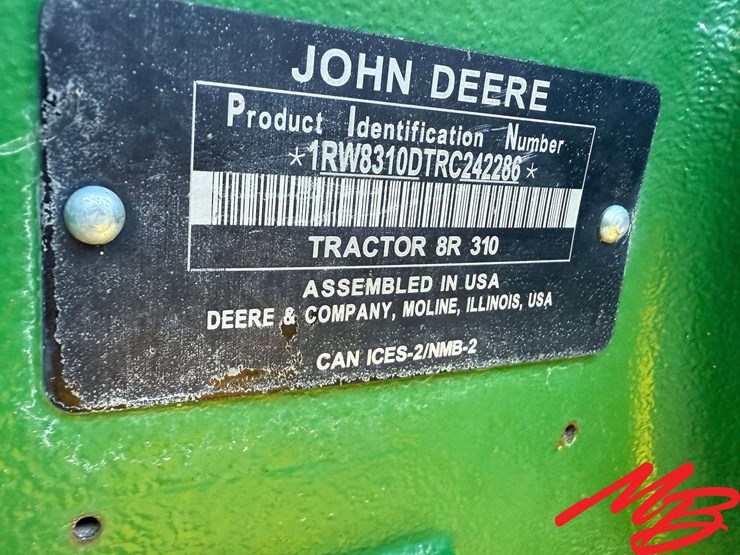 JOHN DEERE
Product Identification Number
*1RW8310DTRC242286*
TRACTOR 8R 310
ASSEMBLED IN USA
DEERE & COMPANY, MOLINE, ILLINOIS, USA
CAN ICES-2/NMB-2
MB